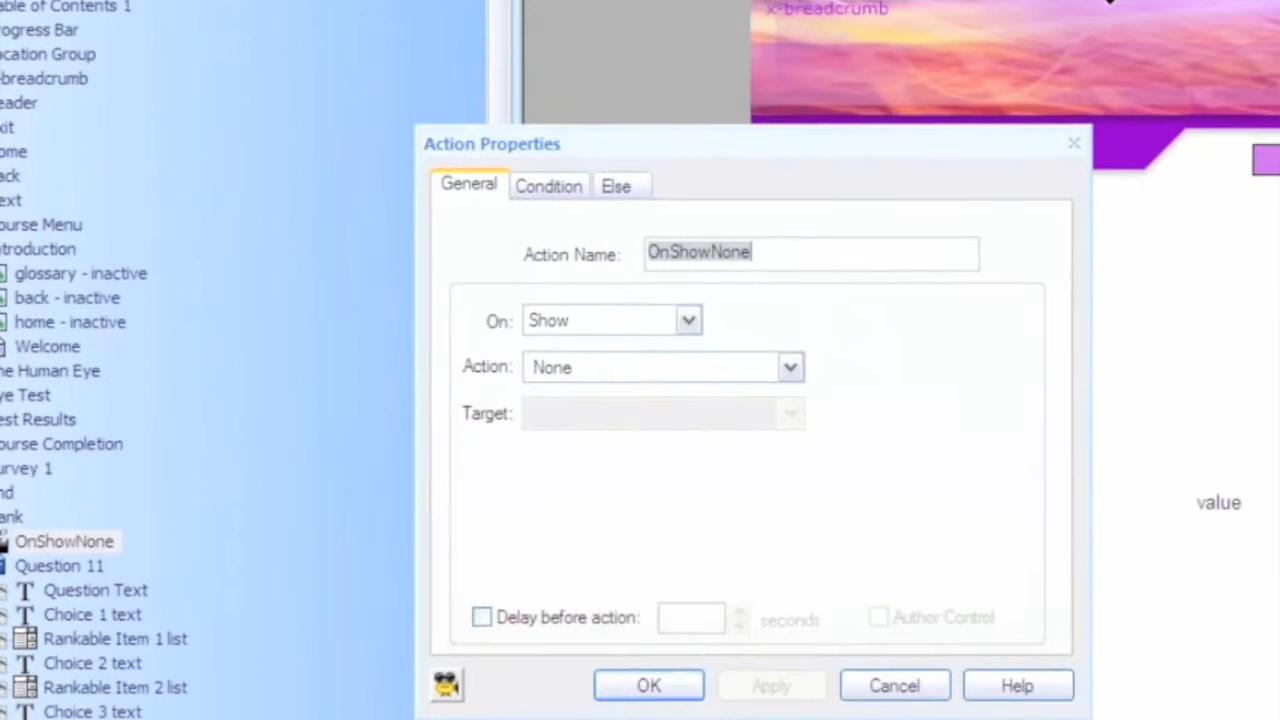 able of Contents 1
rogress Bar
acation Group
-breadcrumb
eader
xit
ome
ack
ext
ourse Menu
ntroduction
glossary - inactive
back - inactive
home - inactive
Welcome
he Human Eye
ye Test
est Results
ourse Completion
urvey 1
nd
ank
OnShowNone
Question 11
T Question Text
T Choice 1 text
Rankable Item 1 list
T Choice 2 text
Rankable Item 2 list
T Choice 3 text
x-breadcrumb
Action Properties
General Condition Else
Action Name: OnShowNone
On: Show
Action: None
Target:
Delay before action: seconds Author Control
OK Apply Cancel Help
value